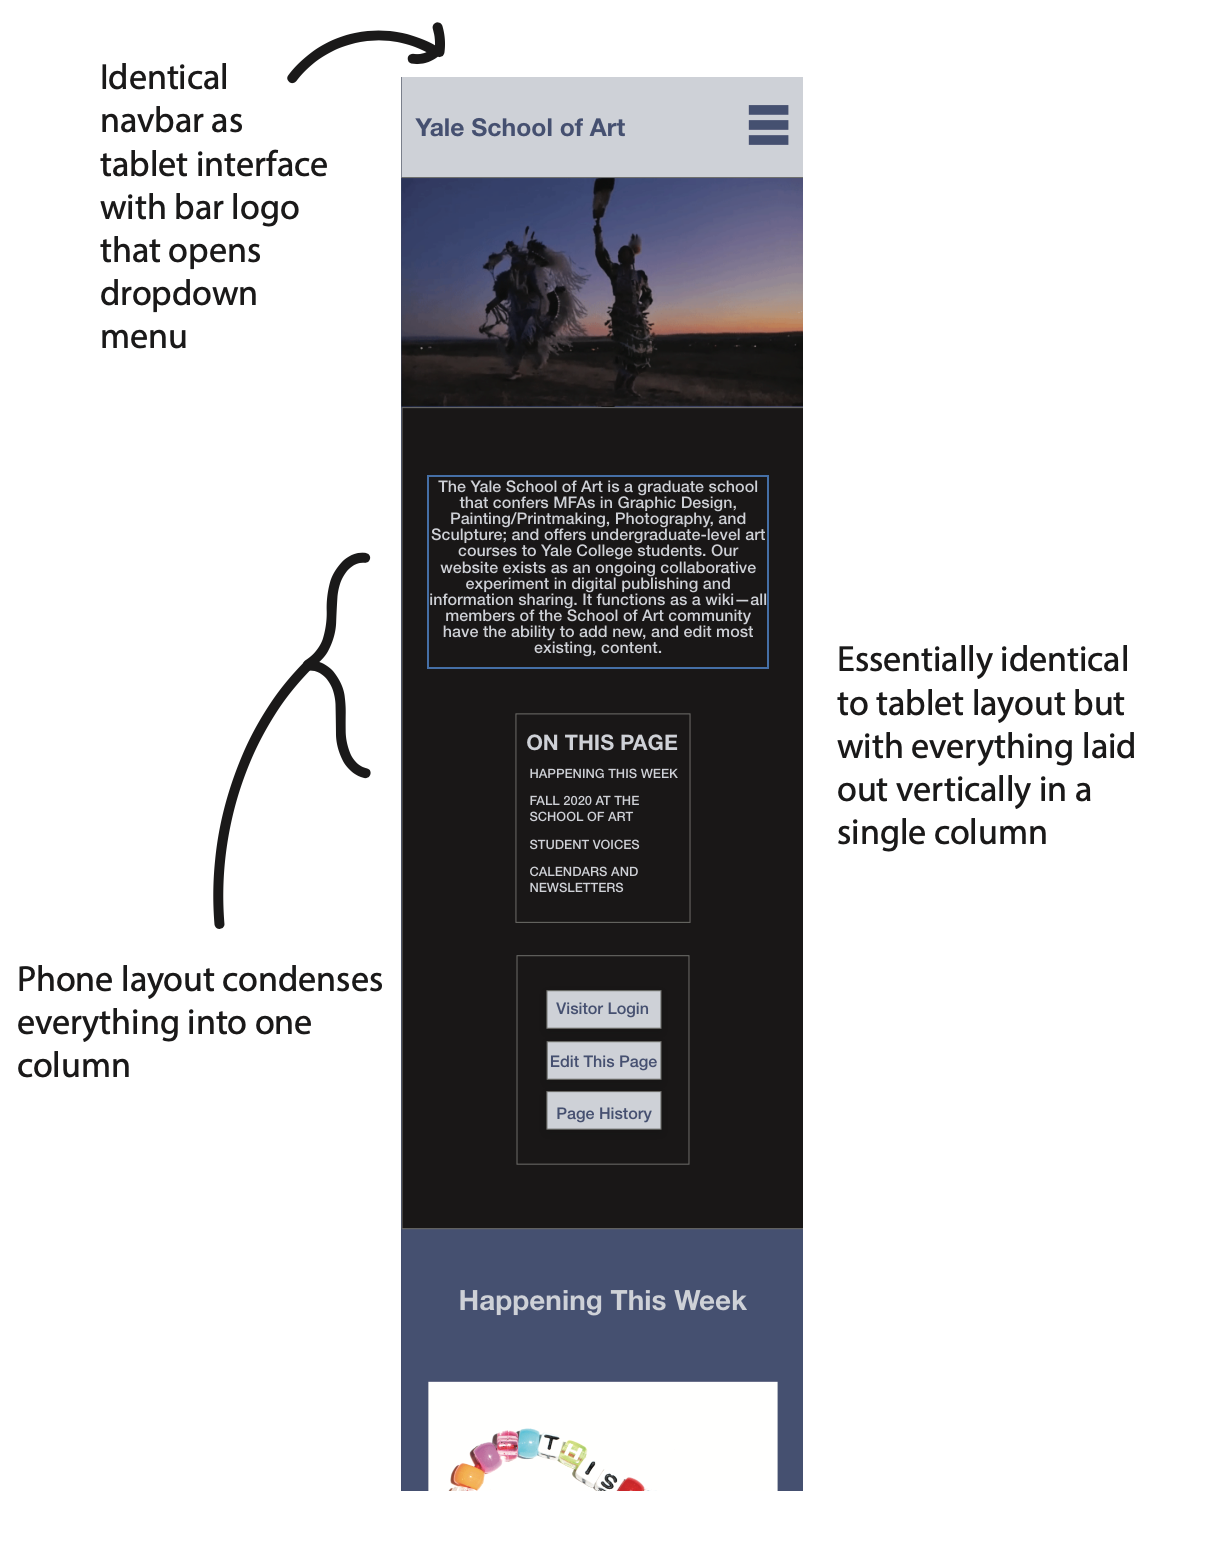 Identical
navbar as
tablet interface
with bar logo
that opens
dropdown
menu
Yale School of Art
The Yale School of Art is a graduate school
that confers MFAs in Graphic Design,
Painting/Printmaking, Photography, and
Sculpture; and offers undergraduate-level art
courses to Yale College students. Our
website exists as an ongoing collaborative
experiment in digital publishing and
information sharing. It functions as a wiki—all
members of the School of Art community
have the ability to add new, and edit most
existing, content.
Essentially identical
to tablet layout but
with everything laid
out vertically in a
single column
ON THIS PAGE
HAPPENING THIS WEEK
FALL 2020 AT THE
SCHOOL OF ART
STUDENT VOICES
CALENDARS AND
NEWSLETTERS
Phone layout condenses
everything into one
column
Visitor Login
Edit This Page
Page History
Happening This Week
THIS